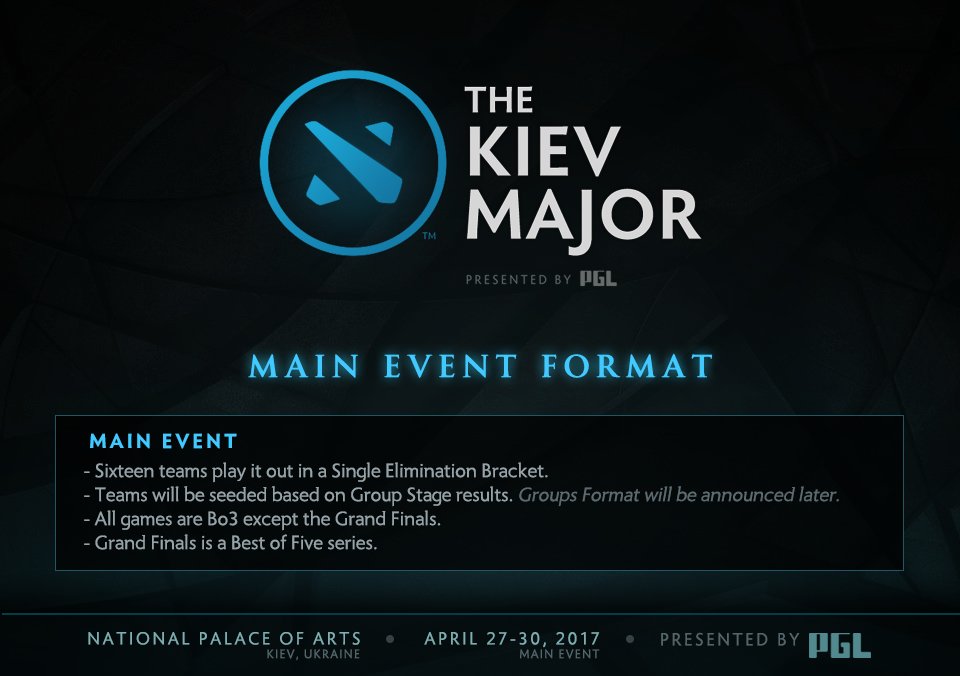 THE
KIEV
MAJOR
TM
PRESENTED BY PGL
MAIN EVENT FORMAT
MAIN EVENT
- Sixteen teams play it out in a Single Elimination Bracket.
- Teams will be seeded based on Group Stage results. Groups Format will be announced later.
- All games are Bo3 except the Grand Finals.
- Grand Finals is a Best of Five series.
NATIONAL PALACE OF ARTS • APRIL 27-30, 2017 • PRESENTED BY PGL
KIEV, UKRAINE MAIN EVENT